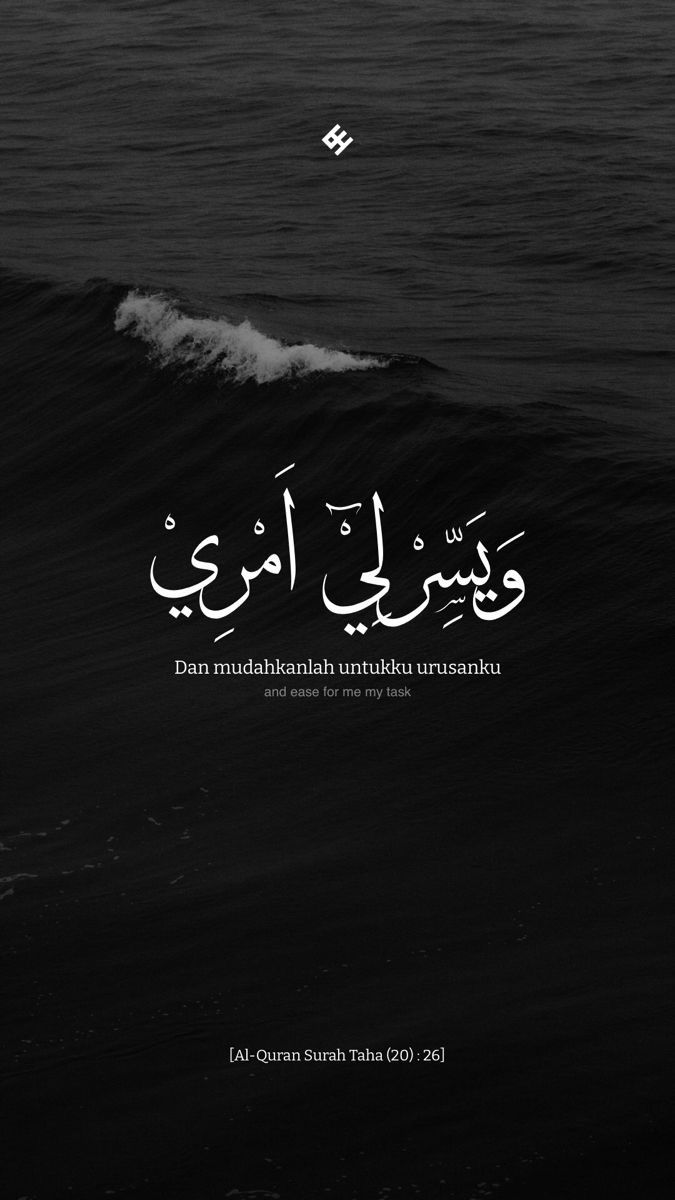 وَيَسِّرْ لِيْٓ اَمْرِيْ
Dan mudahkanlah untukku urusanku
and ease for me my task
[Al-Quran Surah Taha (20) : 26]